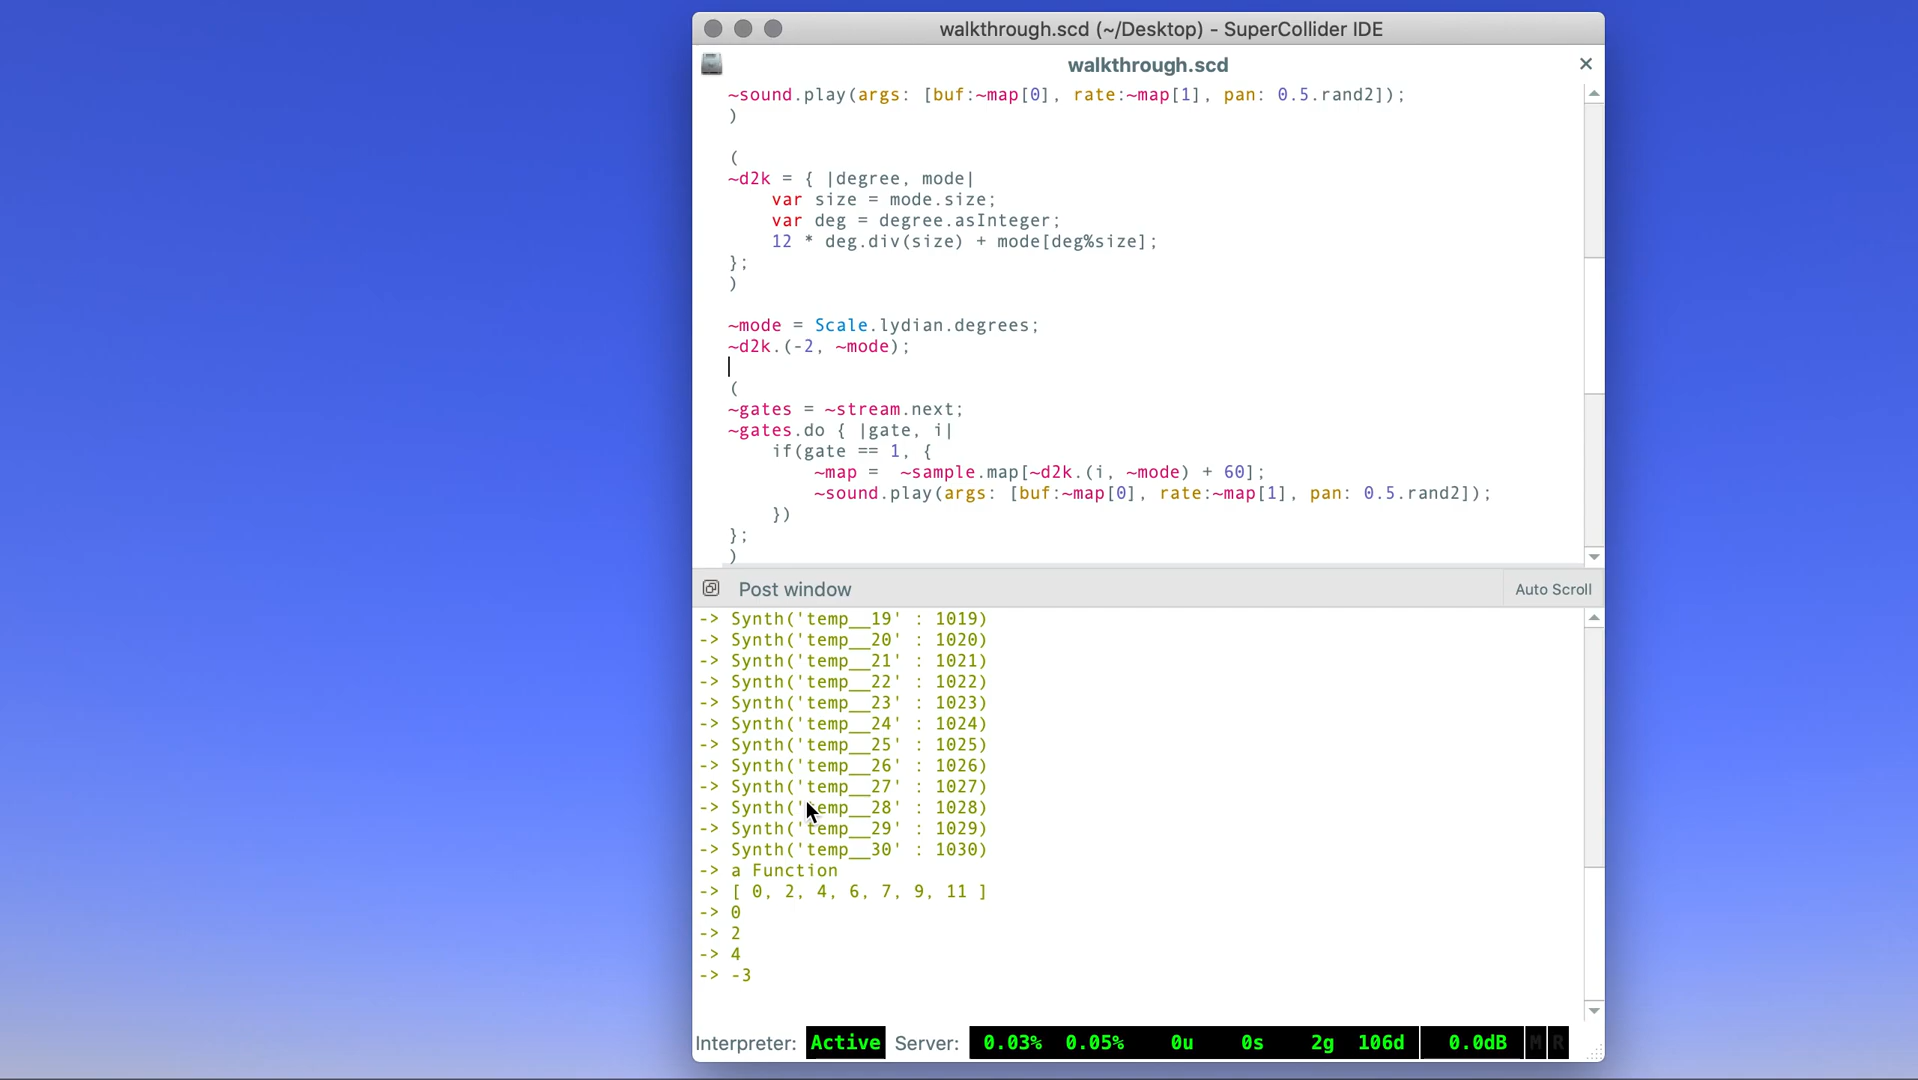 walkthrough.scd (~/Desktop) - SuperCollider IDE
walkthrough.scd
~sound.play(args: [buf:~map[0], rate:~map[1], pan: 0.5.rand2]);
)
(
~d2k = { |degree, mode|
var size = mode.size;
var deg = degree.asInteger;
12 * deg.div(size) + mode[deg%size];
};
)
~mode = Scale.lydian.degrees;
~d2k.(-2, ~mode);
(
~gates = ~stream.next;
~gates.do { |gate, i|
if(gate == 1, {
~map =  ~sample.map[~d2k.(i, ~mode) + 60];
~sound.play(args: [buf:~map[0], rate:~map[1], pan: 0.5.rand2]);
})
};
)
Post window Auto Scroll
-> Synth('temp__19' : 1019)
-> Synth('temp__20' : 1020)
-> Synth('temp__21' : 1021)
-> Synth('temp__22' : 1022)
-> Synth('temp__23' : 1023)
-> Synth('temp__24' : 1024)
-> Synth('temp__25' : 1025)
-> Synth('temp__26' : 1026)
-> Synth('temp__27' : 1027)
-> Synth('temp__28' : 1028)
-> Synth('temp__29' : 1029)
-> Synth('temp__30' : 1030)
-> a Function
-> [ 0, 2, 4, 6, 7, 9, 11 ]
-> 0
-> 2
-> 4
-> -3
Interpreter: Active Server: 0.03% 0.05% 0u 0s 2g 106d 0.0dB M R